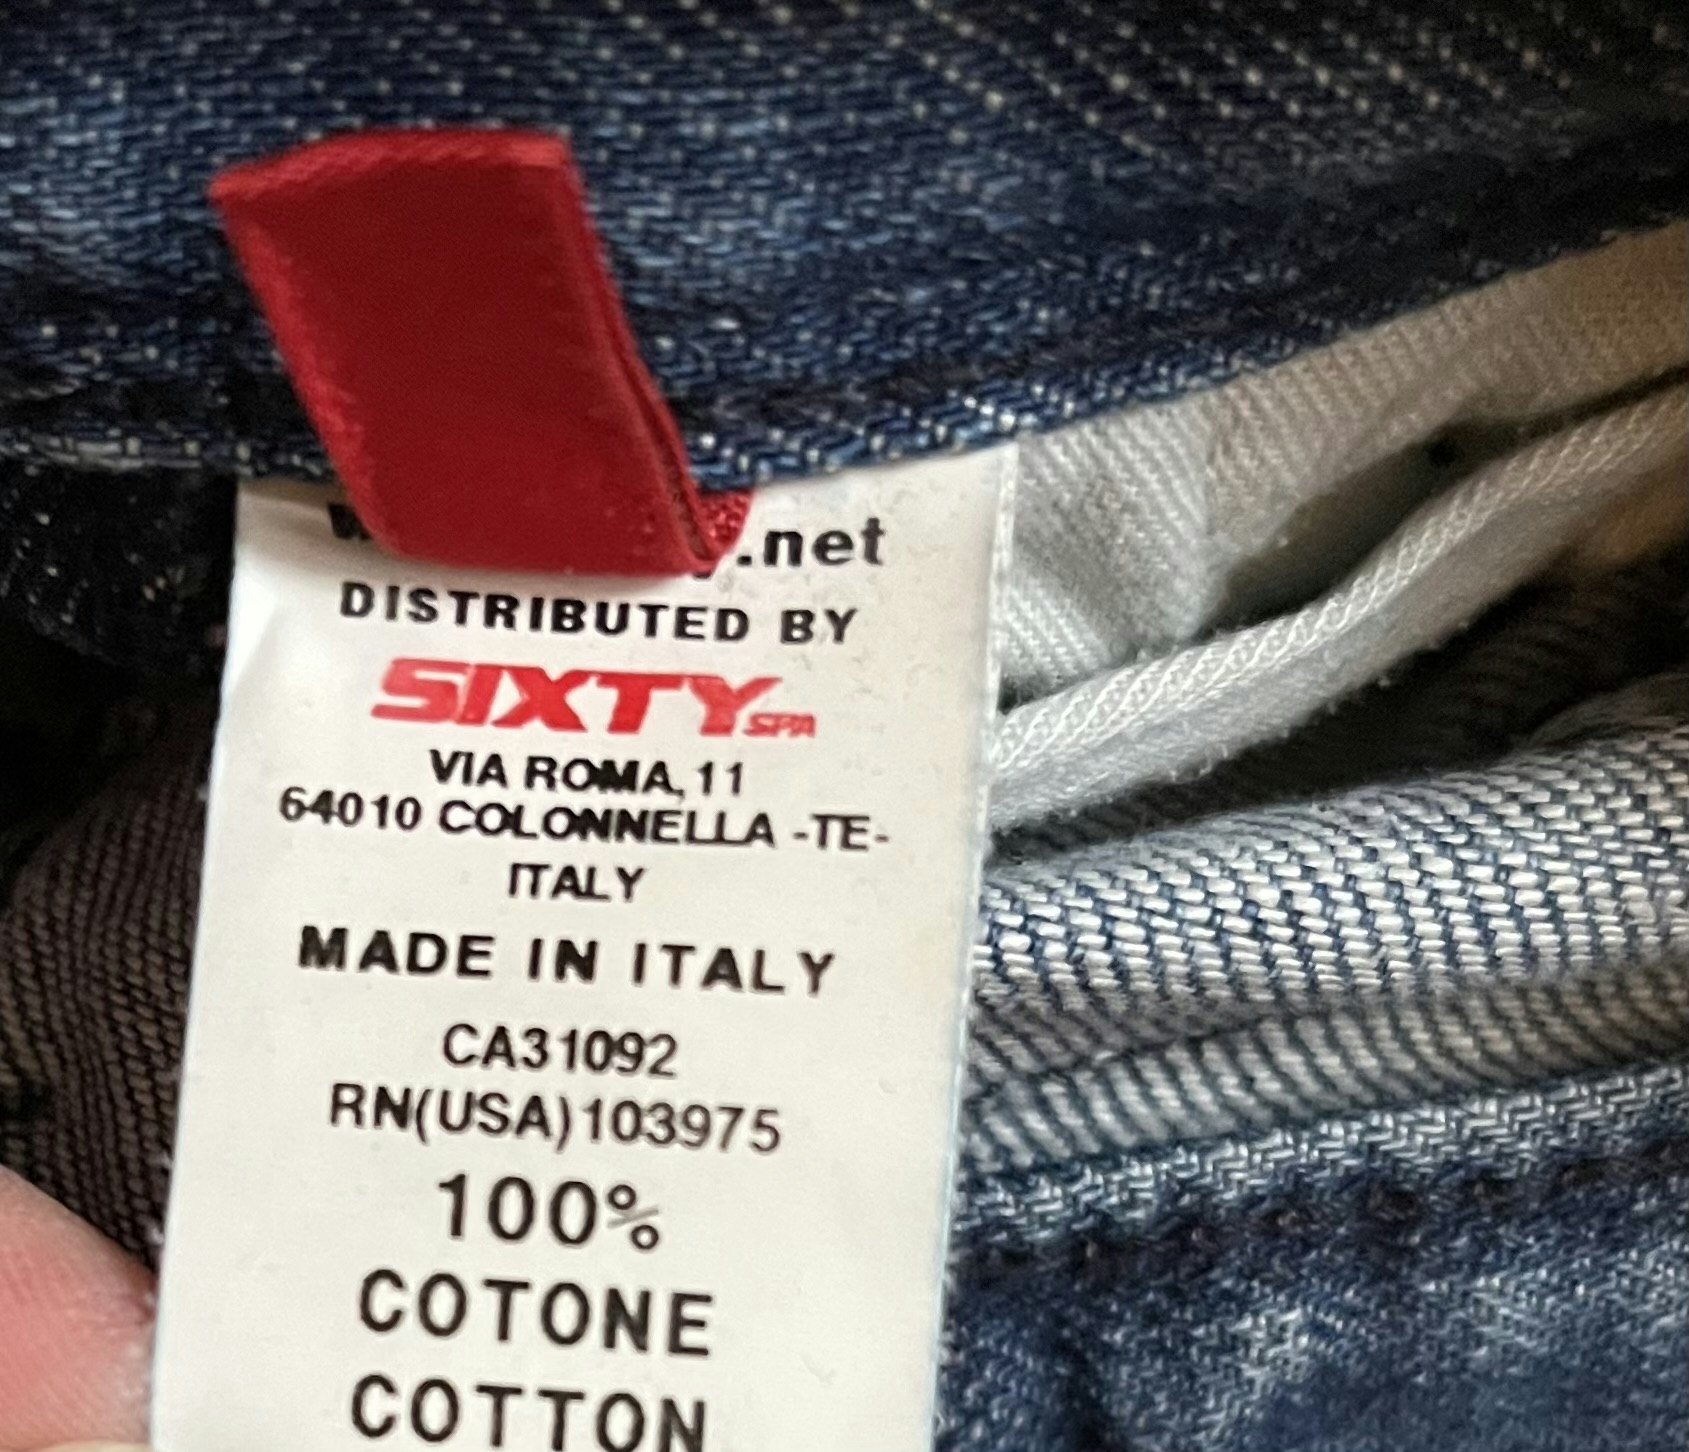 .net
DISTRIBUTED BY
SIXTY SPA
VIA ROMA, 11
64010 COLONNELLA -TE-
ITALY
MADE IN ITALY
CA31092
RN(USA)103975
100%
COTONE
COTTON